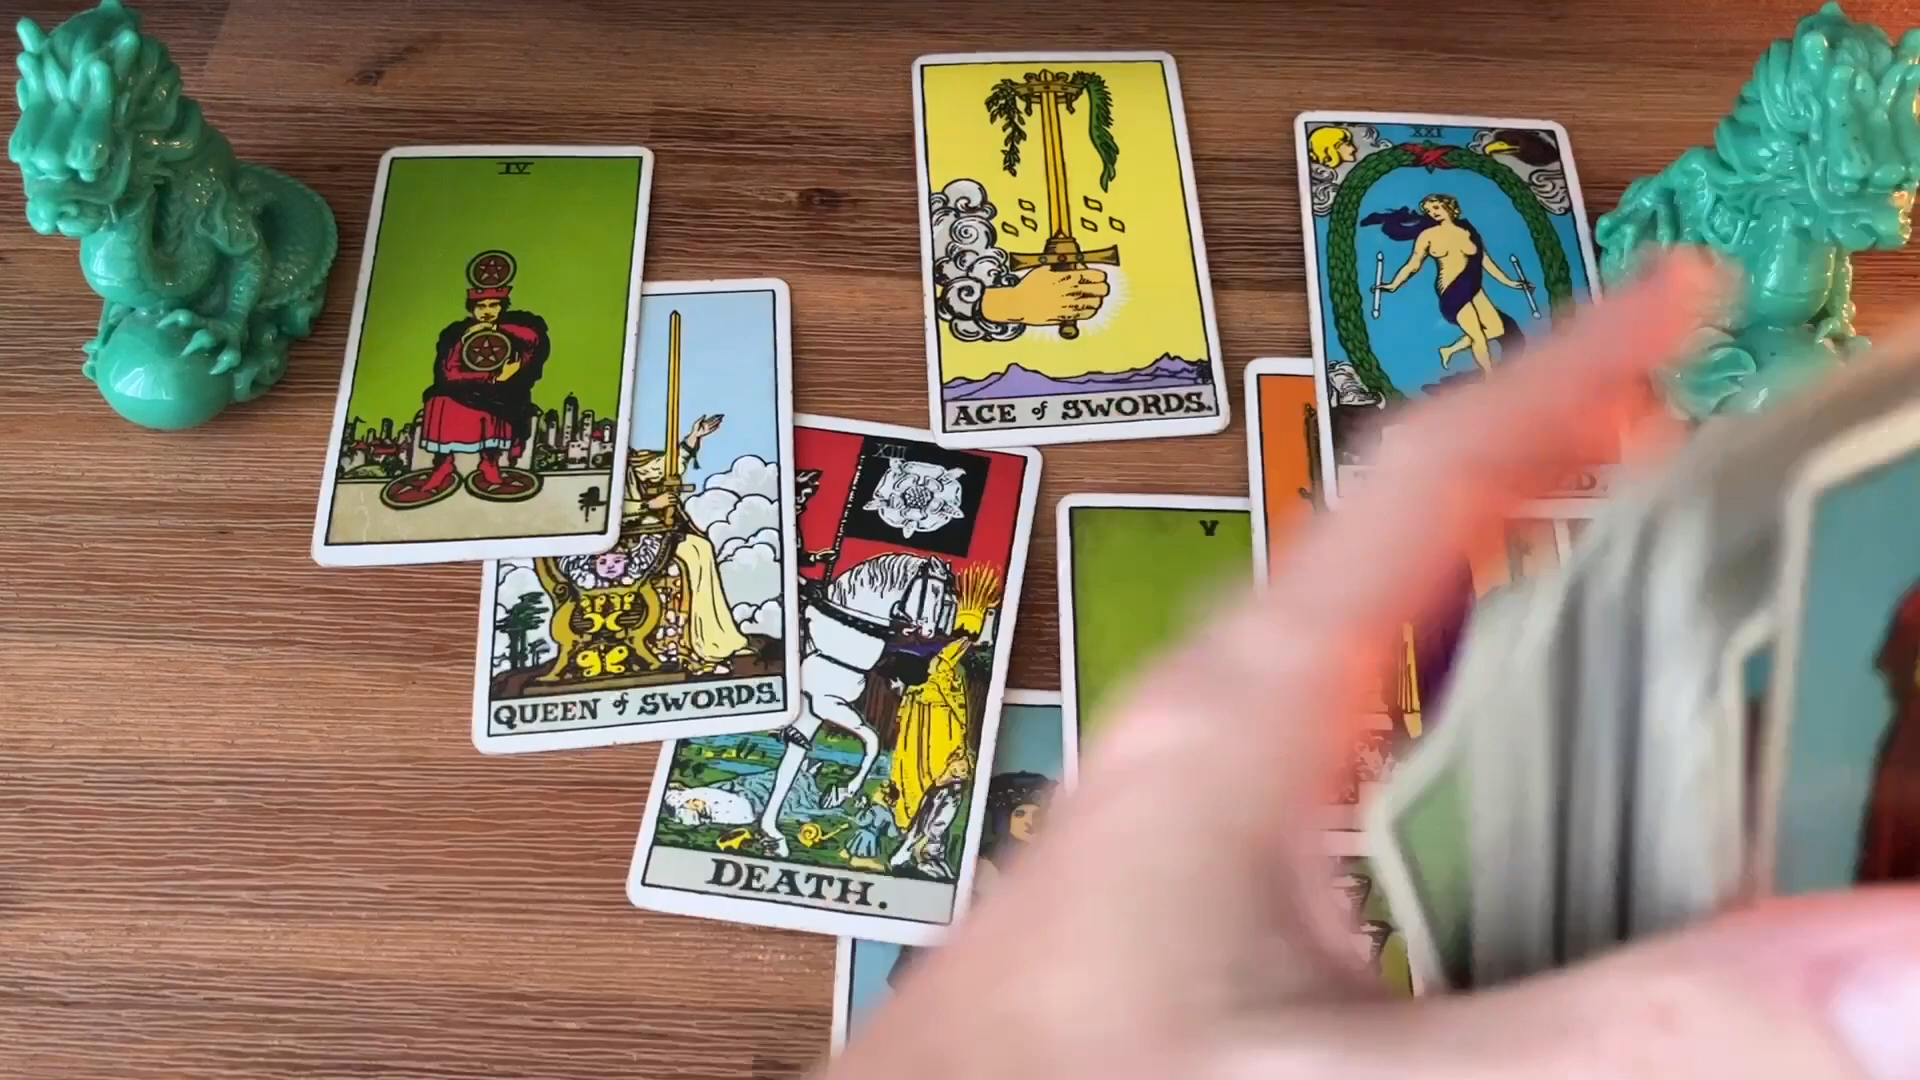 IV
ACE of SWORDS.
XXI
QUEEN of SWORDS.
XIII
V
DEATH.